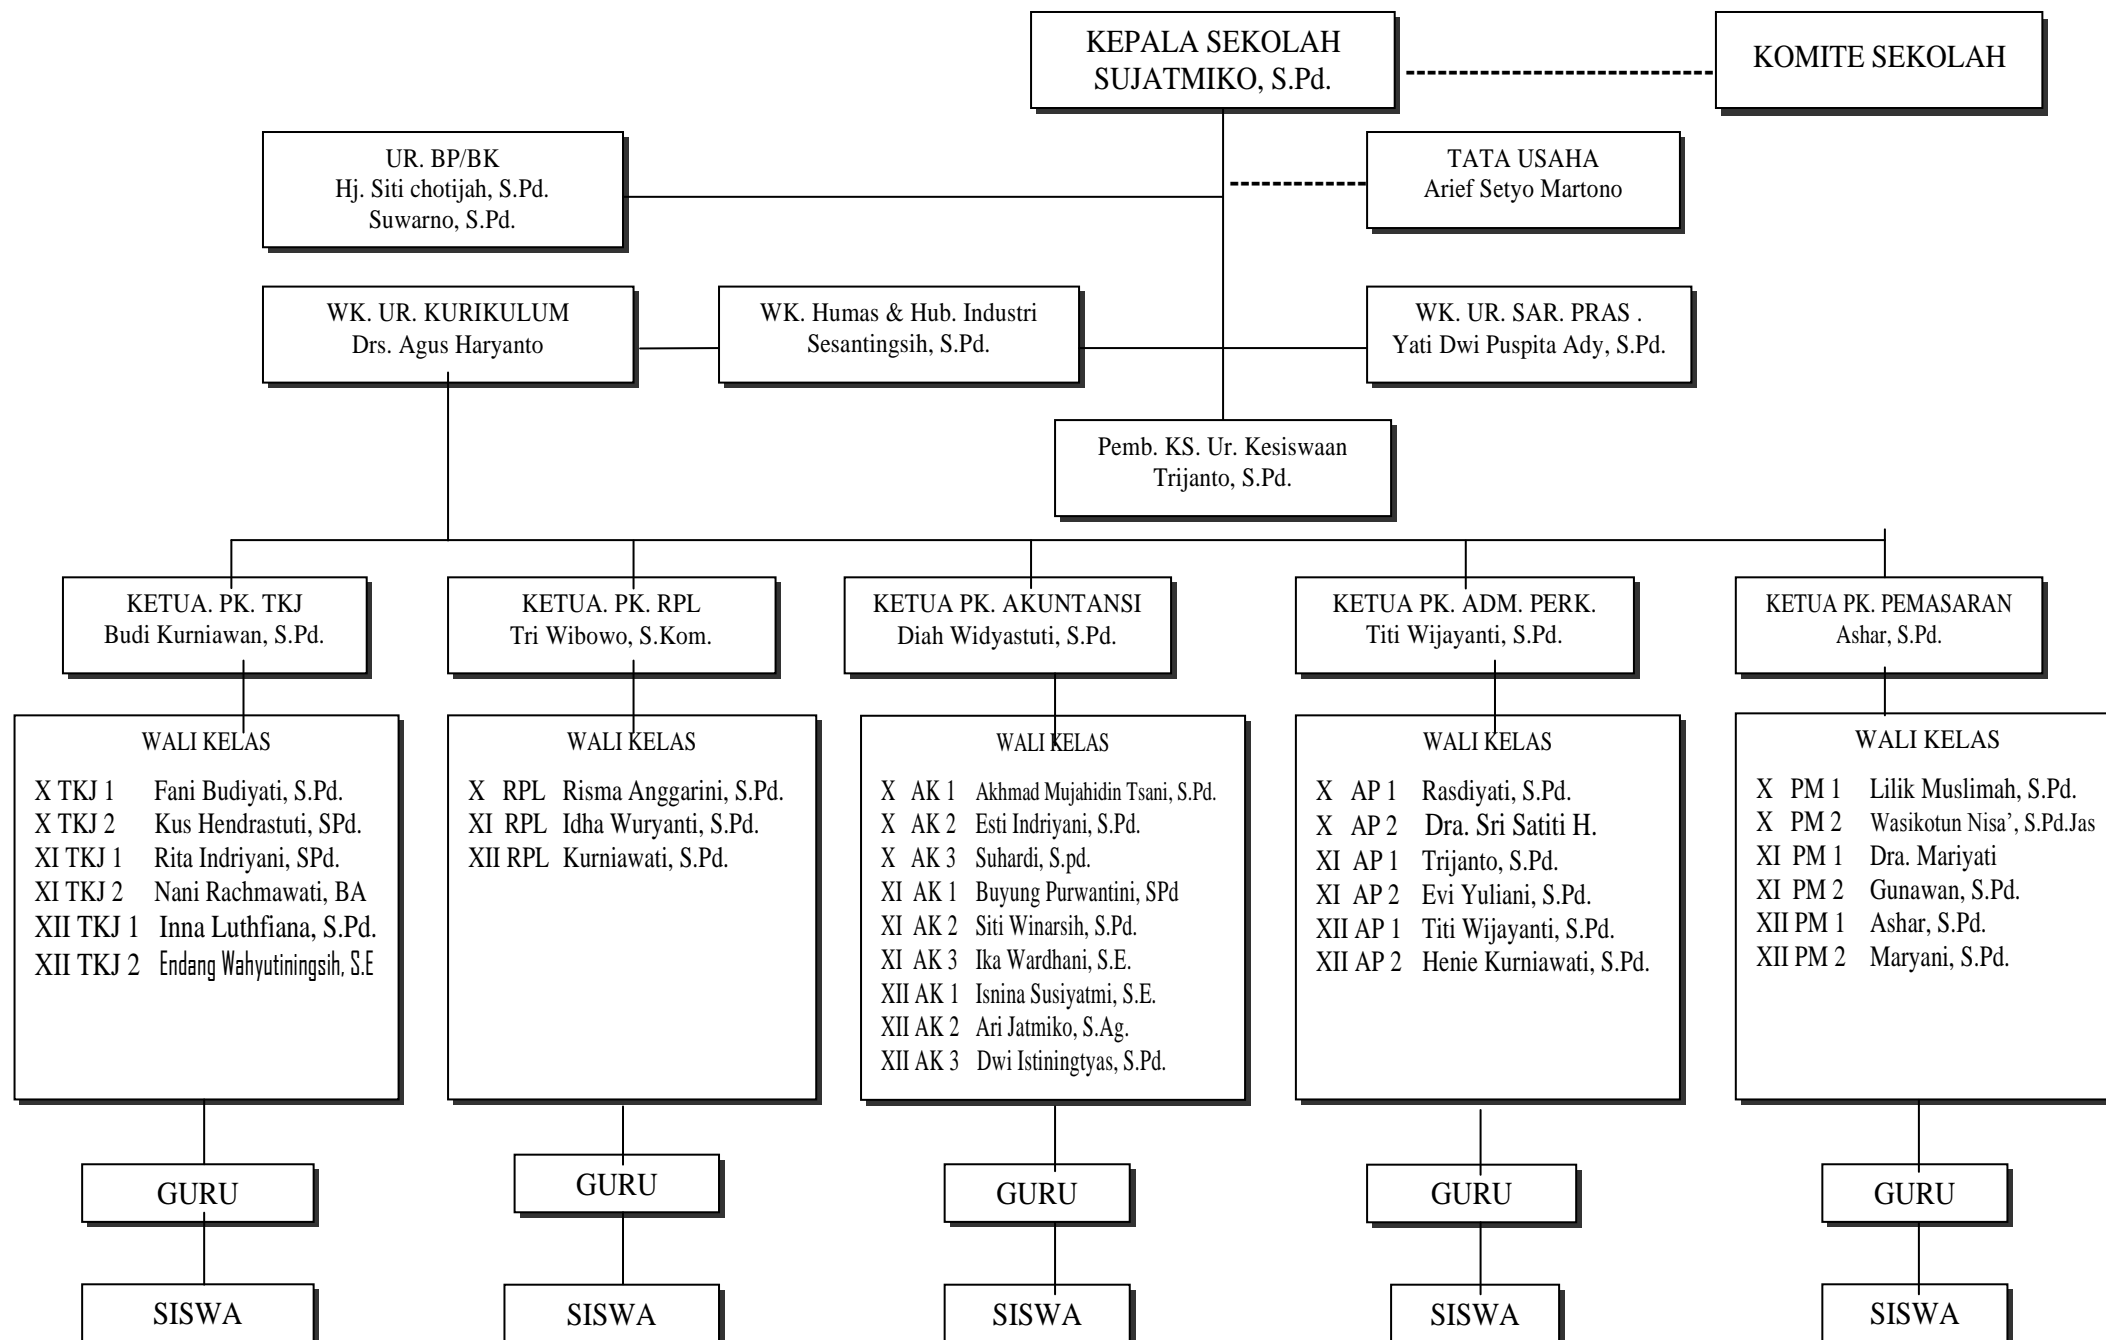 KEPALA SEKOLAH
SUJATMIKO, S.Pd.
KOMITE SEKOLAH
UR. BP/BK
Hj. Siti chotijah, S.Pd.
Suwarno, S.Pd.
TATA USAHA
Arief Setyo Martono
WK. UR. KURIKULUM
Drs. Agus Haryanto
WK. Humas & Hub. Industri
Sesantingsih, S.Pd.
WK. UR. SAR. PRAS .
Yati Dwi Puspita Ady, S.Pd.
Pemb. KS. Ur. Kesiswaan
Trijanto, S.Pd.
KETUA. PK. TKJ
Budi Kurniawan, S.Pd.
KETUA. PK. RPL
Tri Wibowo, S.Kom.
KETUA PK. AKUNTANSI
Diah Widyastuti, S.Pd.
KETUA PK. ADM. PERK.
Titi Wijayanti, S.Pd.
KETUA PK. PEMASARAN
Ashar, S.Pd.
WALI KELAS
X TKJ 1 Fani Budiyati, S.Pd.
X TKJ 2 Kus Hendrastuti, SPd.
XI TKJ 1 Rita Indriyani, SPd.
XI TKJ 2 Nani Rachmawati, BA
XII TKJ 1 Inna Luthfiana, S.Pd.
XII TKJ 2 Endang Wahyutiningsih, S.E
WALI KELAS
X RPL Risma Anggarini, S.Pd.
XI RPL Idha Wuryanti, S.Pd.
XII RPL Kurniawati, S.Pd.
WALI KELAS
X AK 1 Akhmad Mujahidin Tsani, S.Pd.
X AK 2 Esti Indriyani, S.Pd.
X AK 3 Suhardi, S.pd.
XI AK 1 Buyung Purwantini, SPd
XI AK 2 Siti Winarsih, S.Pd.
XI AK 3 Ika Wardhani, S.E.
XII AK 1 Isnina Susiyatmi, S.E.
XII AK 2 Ari Jatmiko, S.Ag.
XII AK 3 Dwi Istiningtyas, S.Pd.
WALI KELAS
X AP 1 Rasdiyati, S.Pd.
X AP 2 Dra. Sri Satiti H.
XI AP 1 Trijanto, S.Pd.
XI AP 2 Evi Yuliani, S.Pd.
XII AP 1 Titi Wijayanti, S.Pd.
XII AP 2 Henie Kurniawati, S.Pd.
WALI KELAS
X PM 1 Lilik Muslimah, S.Pd.
X PM 2 Wasikotun Nisa’, S.Pd.Jas
XI PM 1 Dra. Mariyati
XI PM 2 Gunawan, S.Pd.
XII PM 1 Ashar, S.Pd.
XII PM 2 Maryani, S.Pd.
GURU
GURU
GURU
GURU
GURU
SISWA
SISWA
SISWA
SISWA
SISWA